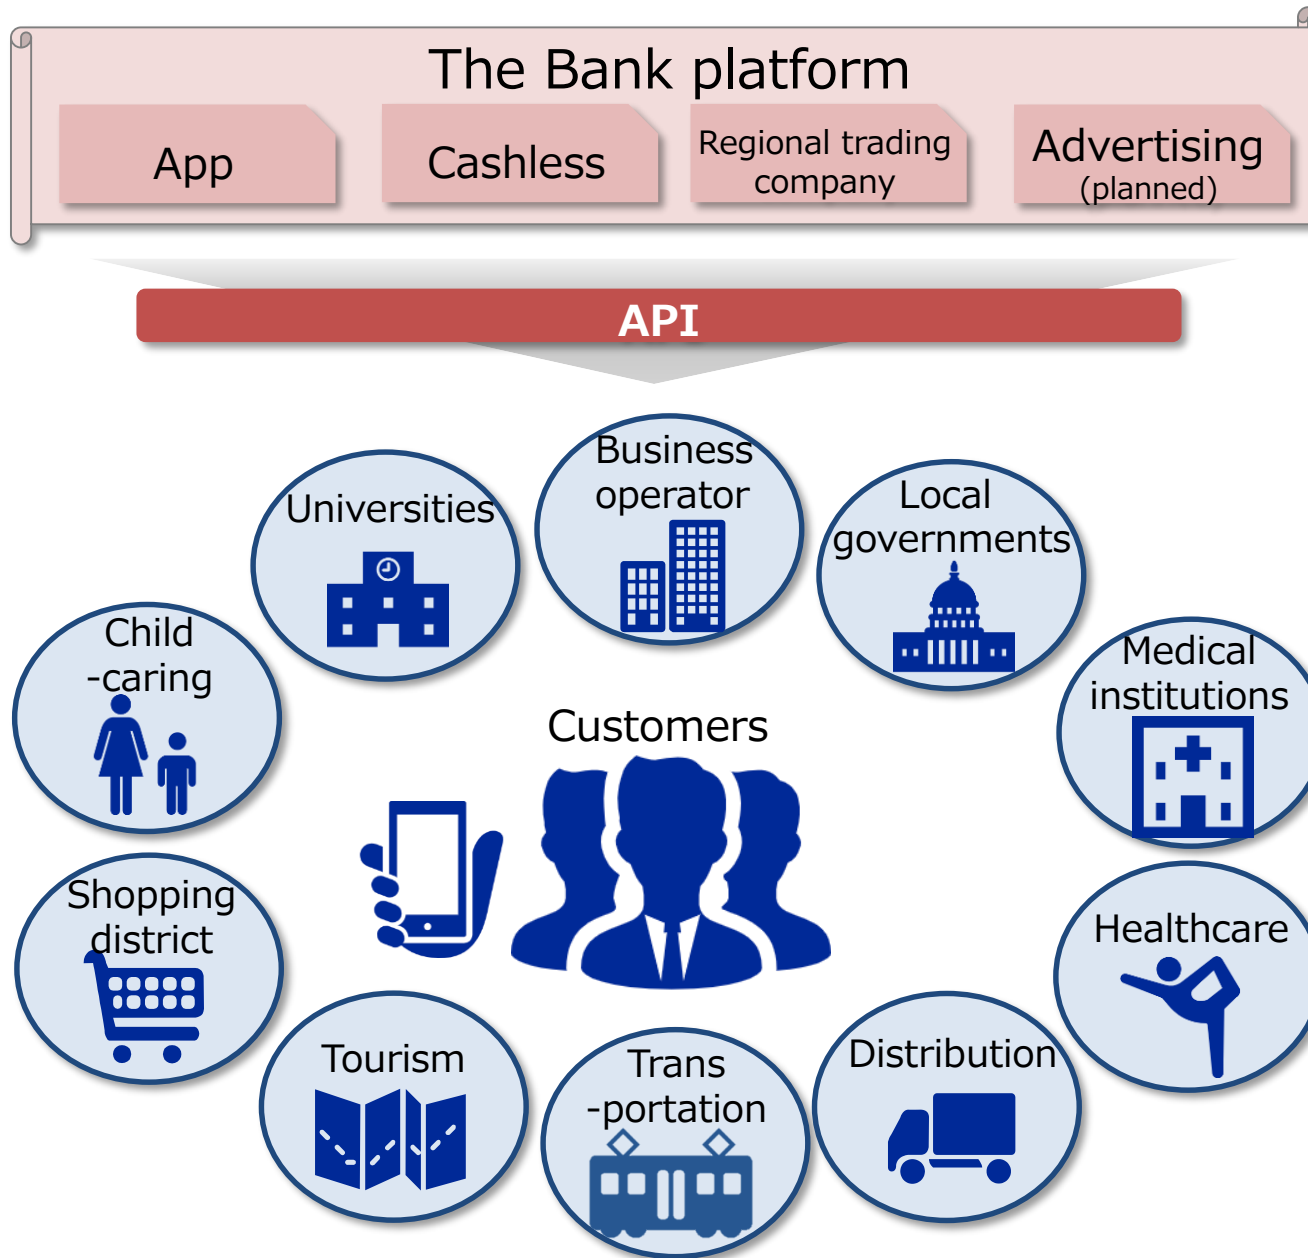 The Bank platform
App
Cashless
Regional trading
company
Advertising
(planned)
API
Business
operator
Universities
Local
governments
Child
-caring
Medical
institutions
Customers
Shopping
district
Healthcare
Tourism
Trans
-portation
Distribution